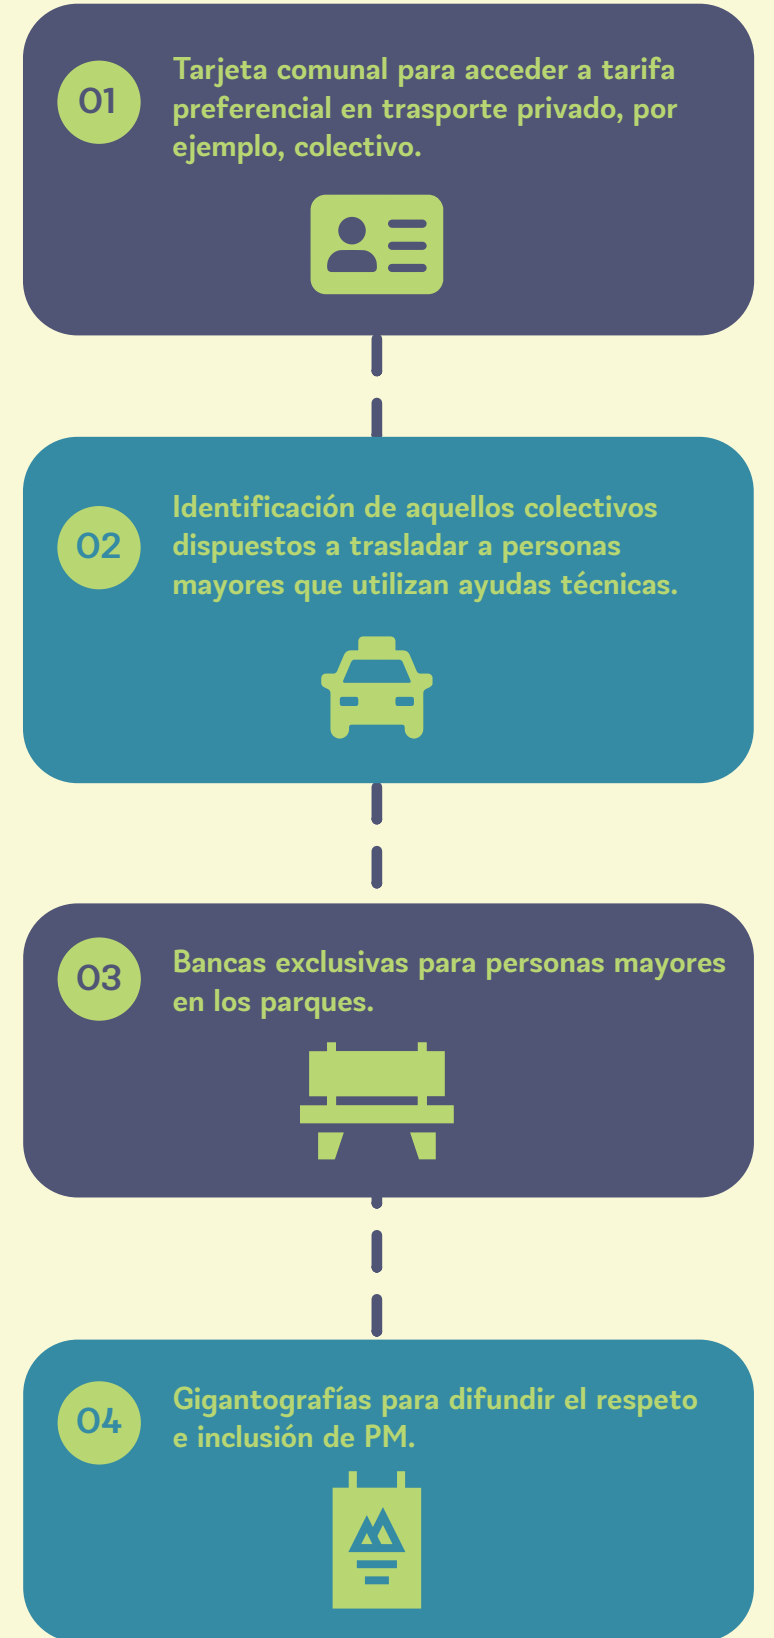 01
Tarjeta comunal para acceder a tarifa
preferencial en trasporte privado, por
ejemplo, colectivo.
02
Identificación de aquellos colectivos
dispuestos a trasladar a personas
mayores que utilizan ayudas técnicas.
03
Bancas exclusivas para personas mayores
en los parques.
04
Gigantografías para difundir el respeto
e inclusión de PM.